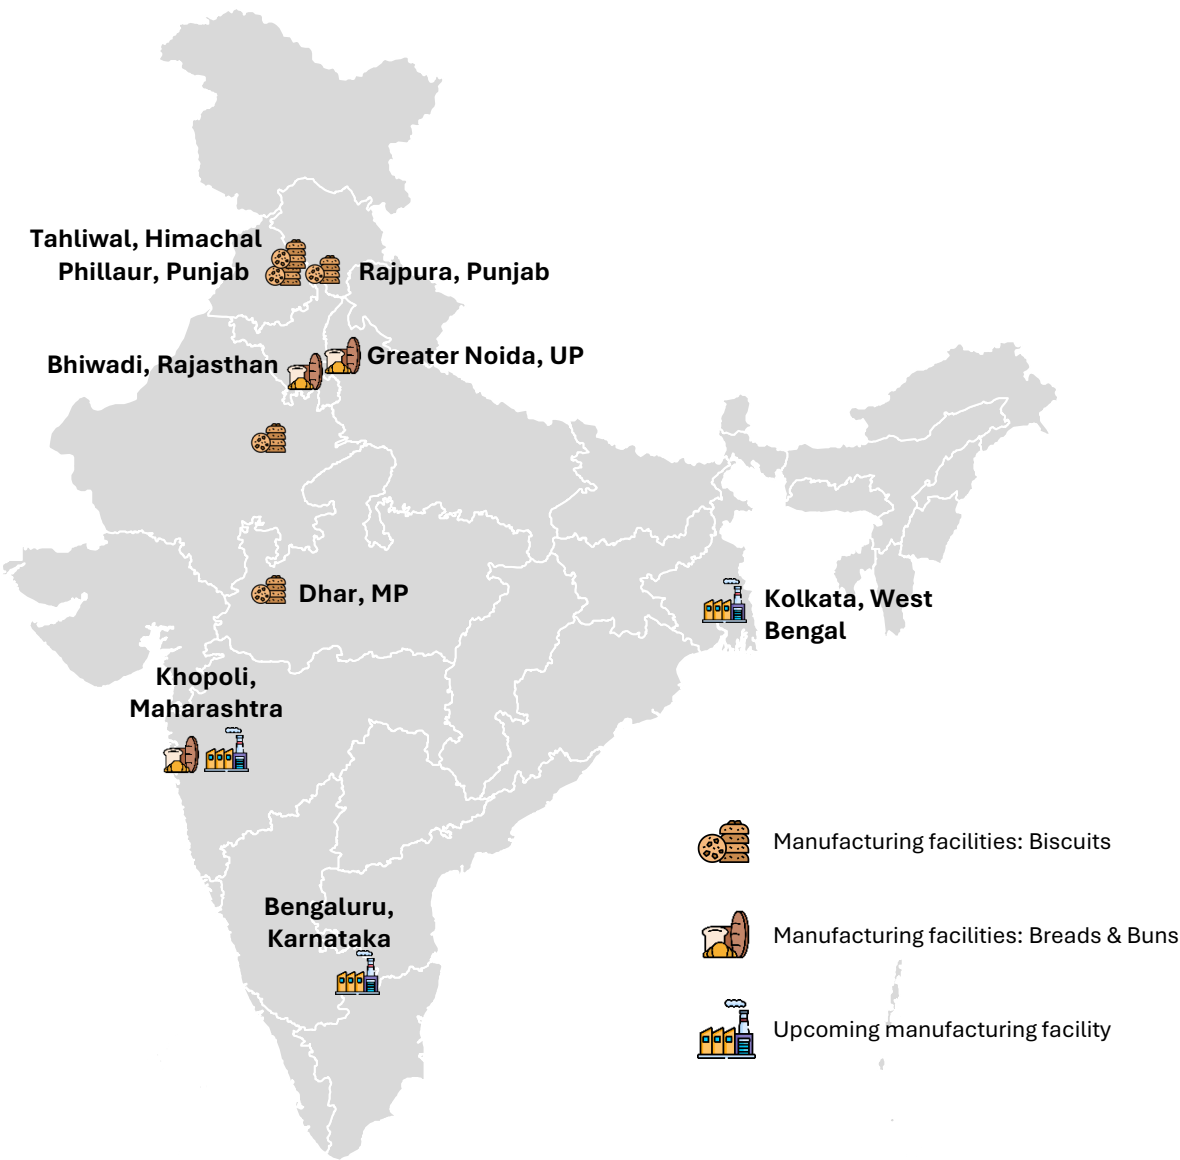 Tahliwal, Himachal
Phillaur, Punjab
Rajpura, Punjab
Bhiwadi, Rajasthan
Greater Noida, UP
Dhar, MP
Kolkata, West
Bengal
Khopoli,
Maharashtra
Manufacturing facilities: Biscuits
Bengaluru,
Karnataka
Manufacturing facilities: Breads & Buns
Upcoming manufacturing facility